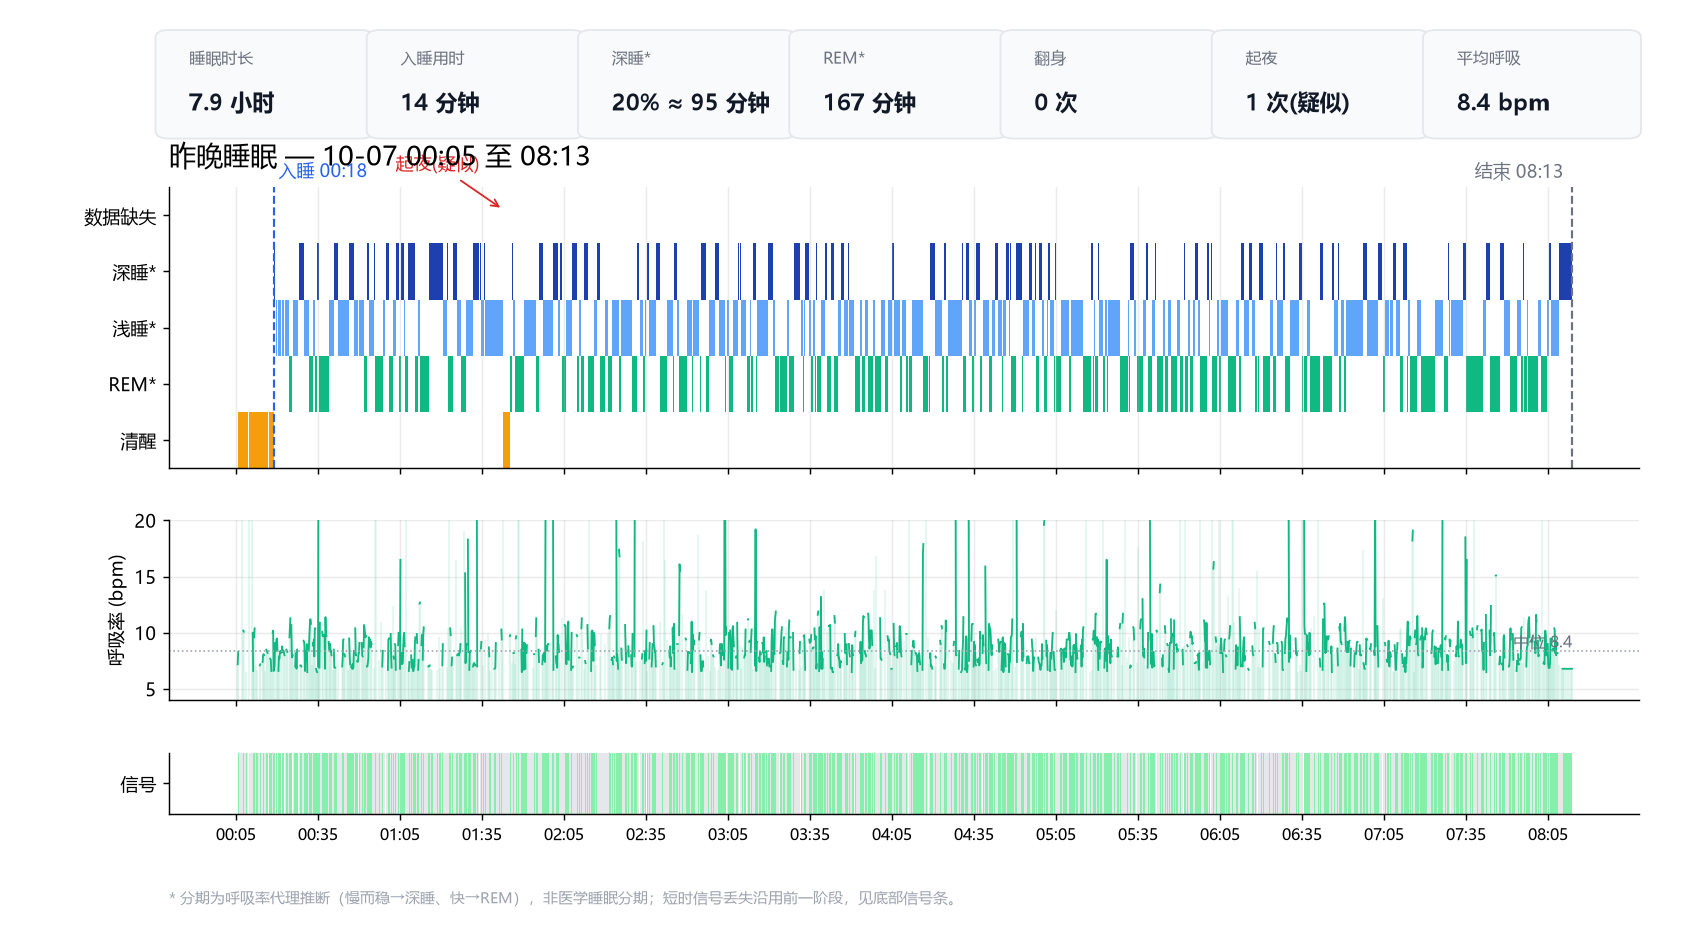 睡眠时长 入睡用时 深睡* REM* 翻身 起夜 平均呼吸
7.9 小时 14 分钟 20% ≈ 95 分钟 167 分钟 0 次 1 次(疑似) 8.4 bpm
昨晚睡眠 — 10-07 00:05 至 08:13
入睡 00:18 起夜(疑似) 结束 08:13
数据缺失
深睡*
浅睡*
REM*
清醒
呼吸率 (bpm)
20
15
10
5
中位 8.4
信号
00:05 00:35 01:05 01:35 02:05 02:35 03:05 03:35 04:05 04:35 05:05 05:35 06:05 06:35 07:05 07:35 08:05
* 分期为呼吸率代理推断（慢而稳→深睡、快→REM），非医学睡眠分期；短时信号丢失沿用前一阶段，见底部信号条。